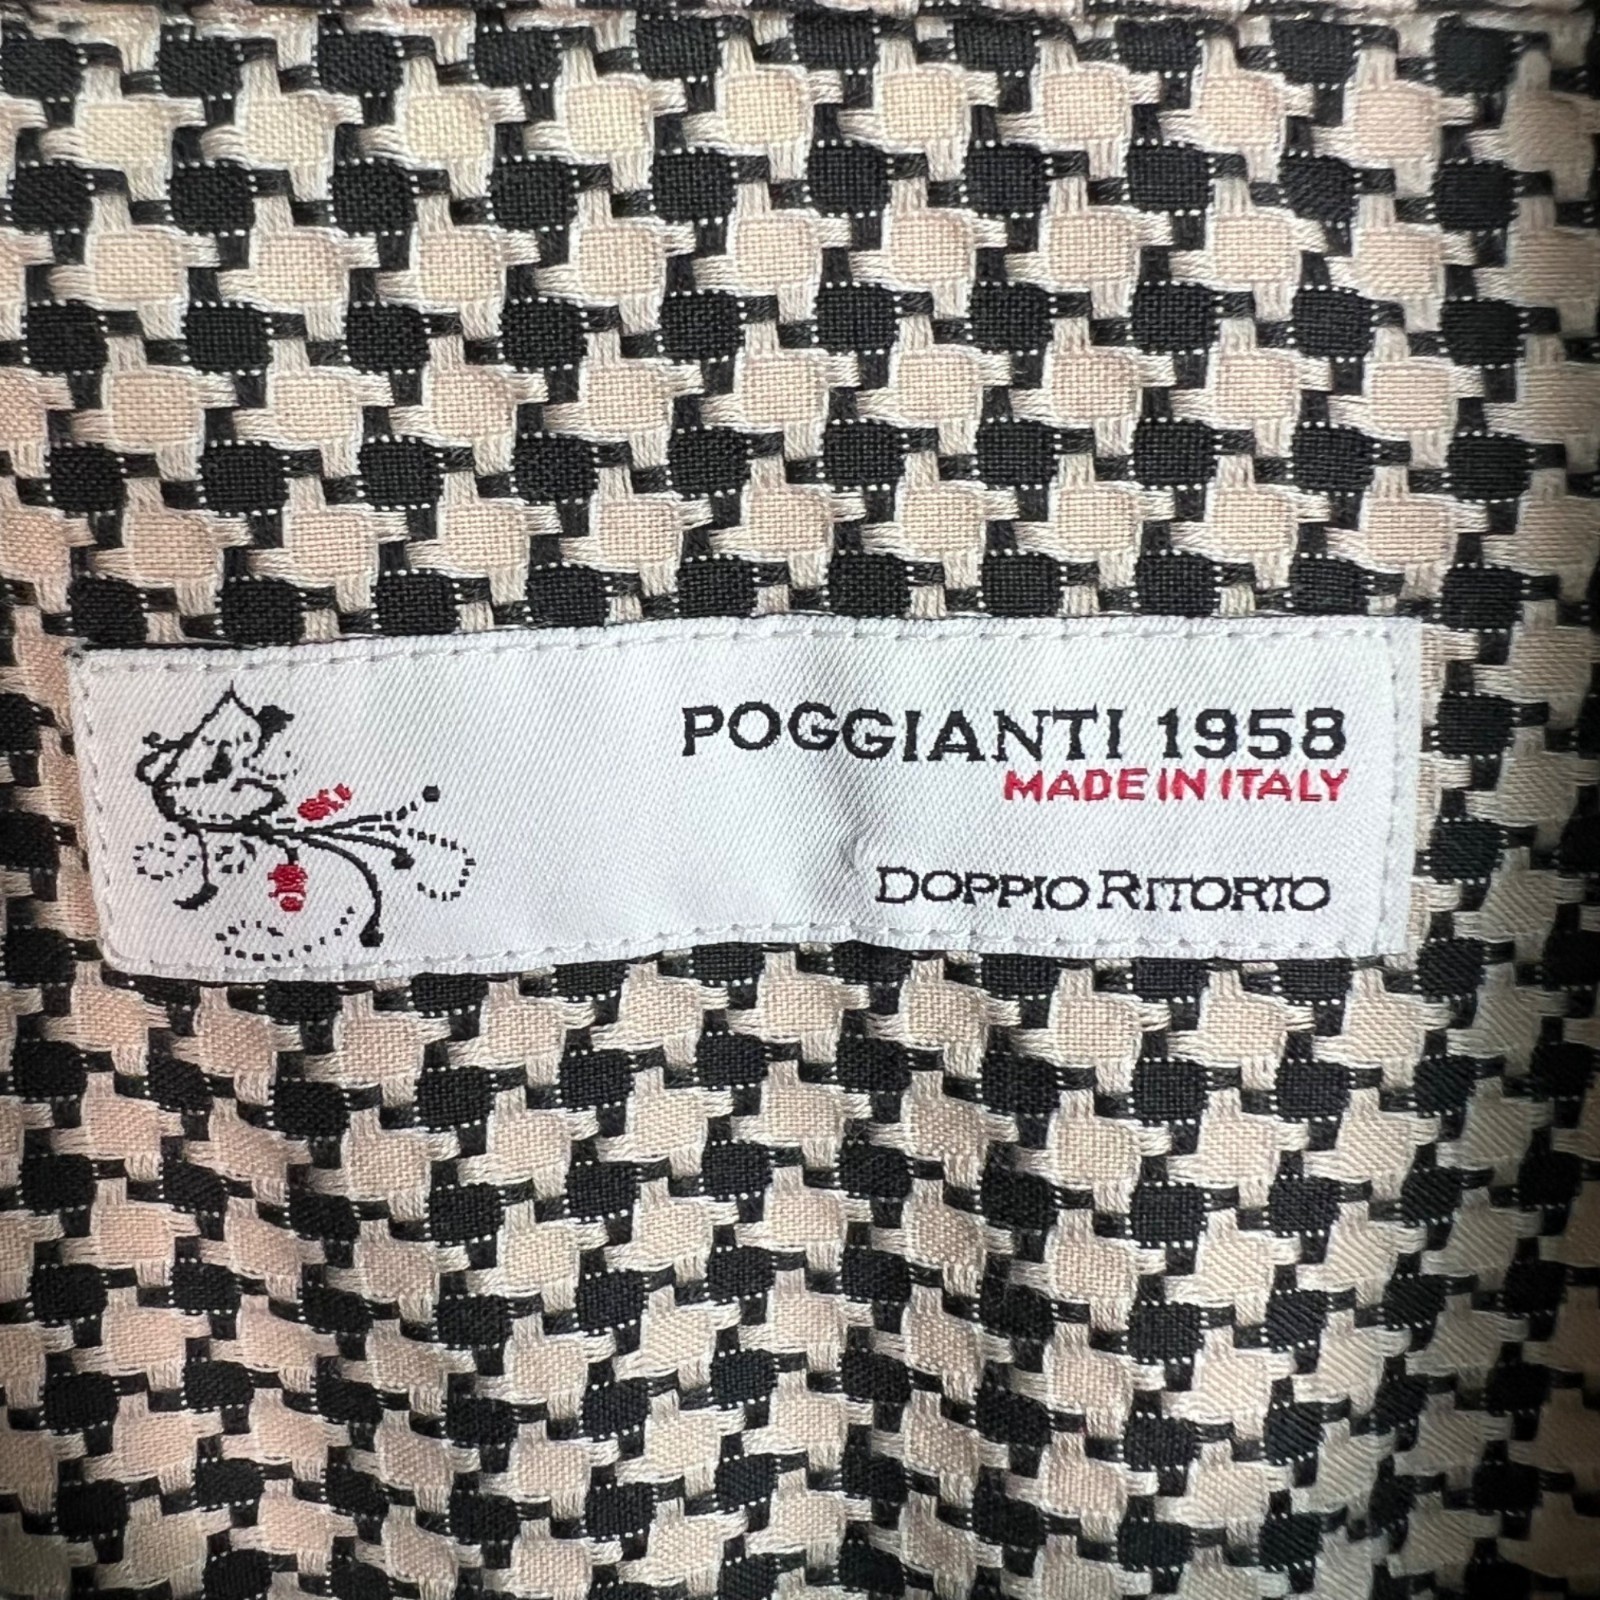 POGGIANTI 1958
MADE IN ITALY
DOPPIO RITORTO